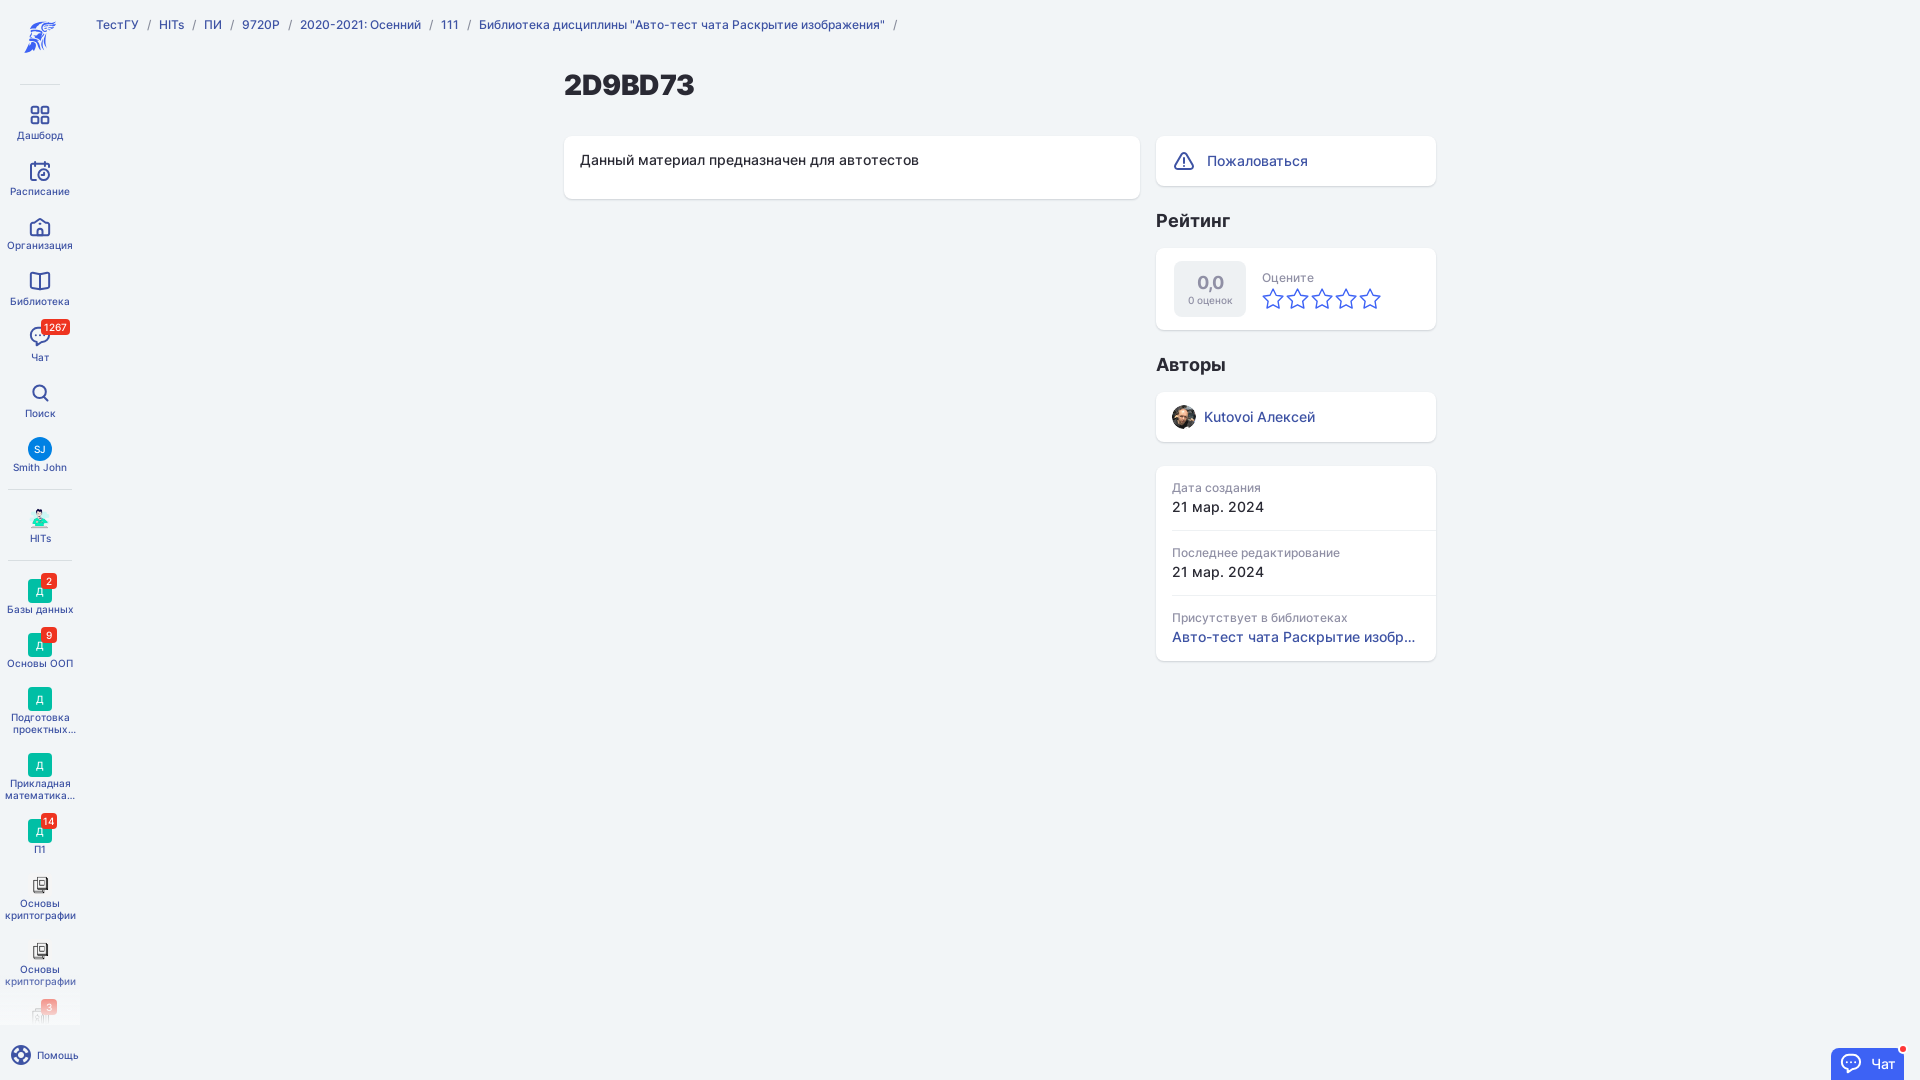 ТестГУ / HITs / ПИ / 9720Р / 2020-2021: Осенний / 111 / Библиотека дисциплины "Авто-тест чата Раскрытие изображения" /
2D9BD73
Данный материал предназначен для автотестов
Пожаловаться
Рейтинг
0,0
0 оценок
Оцените
Авторы
Kutovoi Алексей
Дата создания
21 мар. 2024
Последнее редактирование
21 мар. 2024
Присутствует в библиотеках
Авто-тест чата Раскрытие изобр...
Дашборд
Расписание
Организация
Библиотека
1267
Чат
Поиск
SJ
Smith John
HITs
2
Д
Базы данных
9
Д
Основы ООП
Д
Подготовка
проектных...
Д
Прикладная
математика...
14
Д
П1
Основы
криптографии
Основы
криптографии
3
Помощь
Чат